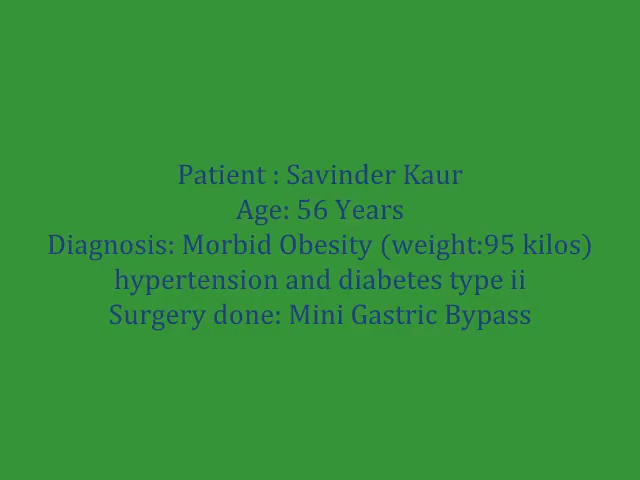 Patient : Savinder Kaur
Age: 56 Years
Diagnosis: Morbid Obesity (weight:95 kilos)
hypertension and diabetes type ii
Surgery done: Mini Gastric Bypass